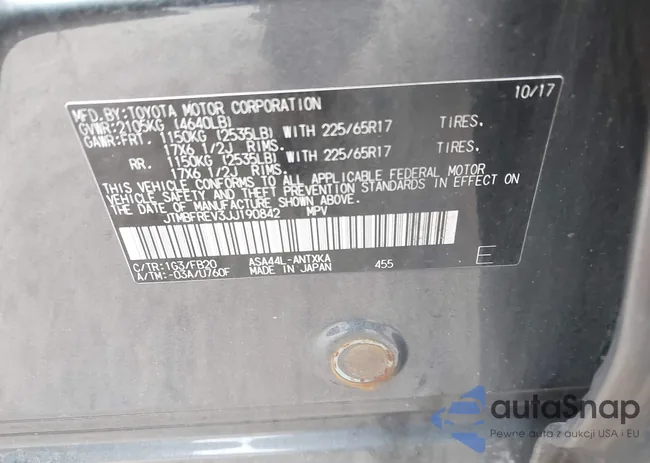 MFD.BY:TOYOTA MOTOR CORPORATION 10/17
GVWR:2105KG (4640LB)
GAWR:FRT. 1150KG (2535LB) WITH 225/65R17 TIRES,
17X6 1/2J RIMS.
RR. 1150KG (2535LB) WITH 225/65R17 TIRES,
17X6 1/2J RIMS.
THIS VEHICLE CONFORMS TO ALL APPLICABLE FEDERAL MOTOR
VEHICLE SAFETY AND THEFT PREVENTION STANDARDS IN EFFECT ON
THE DATE OF MANUFACTURE SHOWN ABOVE.
JTMBFREV3JJ190842 MPV
C/TR:1G3/FB20 ASA44L-ANTXKA
A/TM:-03A/U760F MADE IN JAPAN 455 E
autaSnap
Pewne auta z aukcji USA i EU